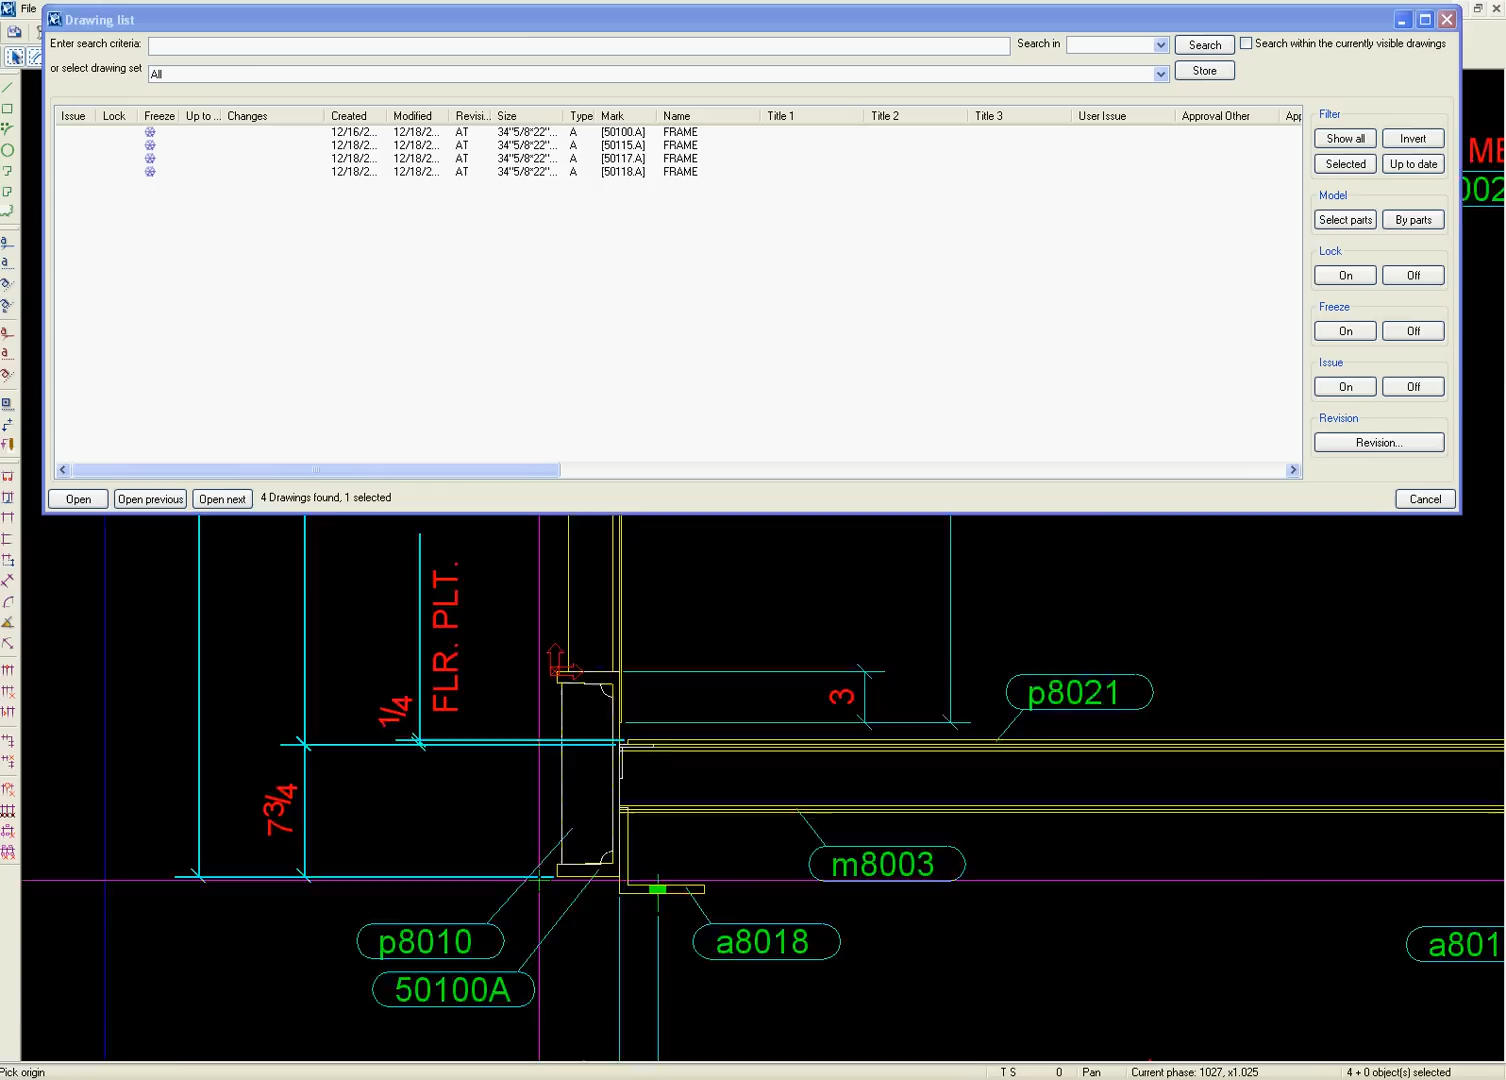 File
Drawing list
Enter search criteria:
Search in
Search
Search within the currently visible drawings
or select drawing set
All
Store
Issue Lock Freeze Up to ... Changes Created Modified Revisi... Size Type Mark Name Title 1 Title 2 Title 3 User Issue Approval Other App
12/16/2... 12/18/2... AT 34"5/8*22"... A [50100.A] FRAME
12/18/2... 12/18/2... AT 34"5/8*22"... A [50115.A] FRAME
12/18/2... 12/18/2... AT 34"5/8*22"... A [50117.A] FRAME
12/18/2... 12/18/2... AT 34"5/8*22"... A [50118.A] FRAME
Filter
Show all Invert
Selected Up to date
Model
Select parts By parts
Lock
On Off
Freeze
On Off
Issue
On Off
Revision
Revision...
Open Open previous Open next 4 Drawings found, 1 selected Cancel
ME
002
FLR. PLT.
1/4
3
p8021
7 3/4
m8003
p8010
a8018
a801
50100A
Pick origin T S 0 Pan Current phase: 1027, x1.025 4 + 0 object(s) selected